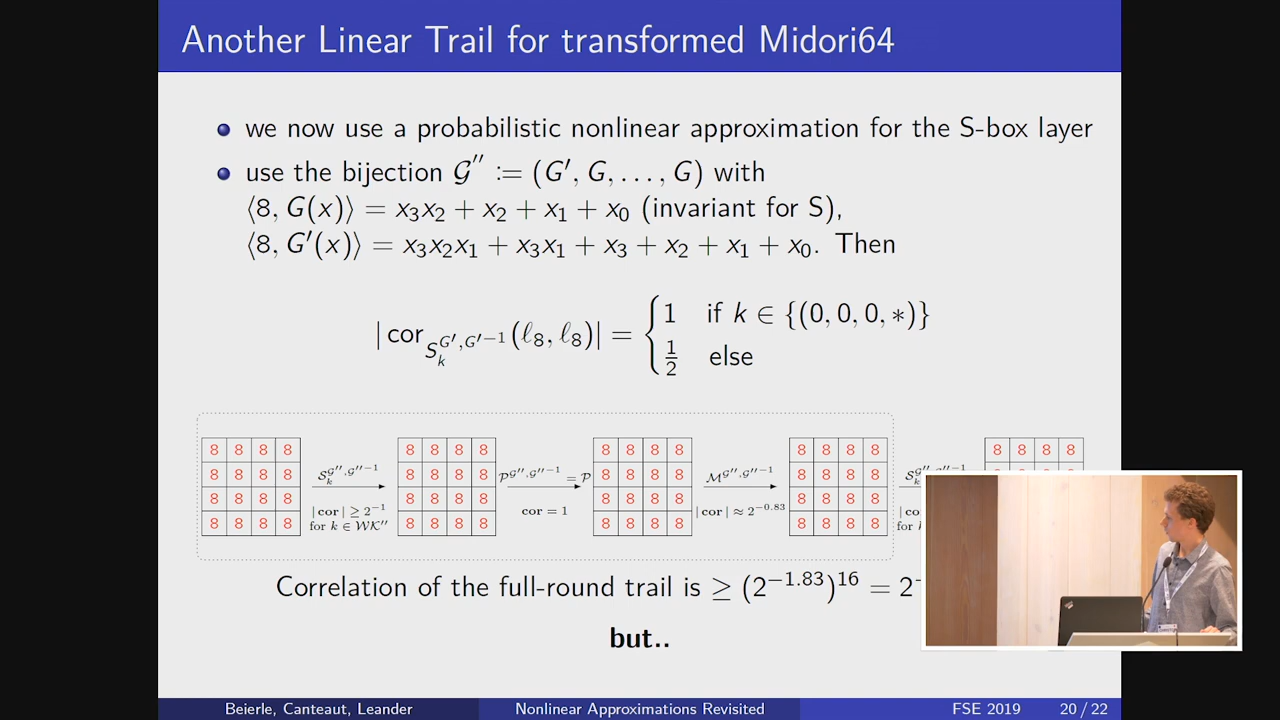 Another Linear Trail for transformed Midori64
we now use a probabilistic nonlinear approximation for the S-box layer
use the bijection 𝒢'' := (G', G, …, G) with
⟨8, G(x)⟩ = x₃x₂ + x₂ + x₁ + x₀ (invariant for S),
⟨8, G'(x)⟩ = x₃x₂x₁ + x₃x₁ + x₃ + x₂ + x₁ + x₀. Then
| cor_{S_k^{G',G'−1}}(ℓ₈, ℓ₈)| = { 1 if k ∈ {(0, 0, 0, ∗)}
1/2 else
8 8 8 8 8 8 8 8 8 8 8 8 8 8 8 8 8 8 8 8
8 8 8 8 𝒮_k^{𝒢'',𝒢''−1} 8 8 8 8 𝒫^{𝒢'',𝒢''−1} = 𝒫 8 8 8 8 ℳ^{𝒢'',𝒢''−1} 8 8 8 8 𝒮_k^{𝒢'',𝒢''−1}
8 8 8 8 | cor | ≥ 2⁻¹ 8 8 8 8 cor = 1 8 8 8 8 | cor | ≈ 2^{−0.83} 8 8 8 8 | co
8 8 8 8 for k ∈ 𝒲𝒦'' 8 8 8 8 8 8 8 8 8 8 8 8 for
Correlation of the full-round trail is ≥ (2^{−1.83})^{16} = 2
but..
Beierle, Canteaut, Leander Nonlinear Approximations Revisited FSE 2019 20 / 22